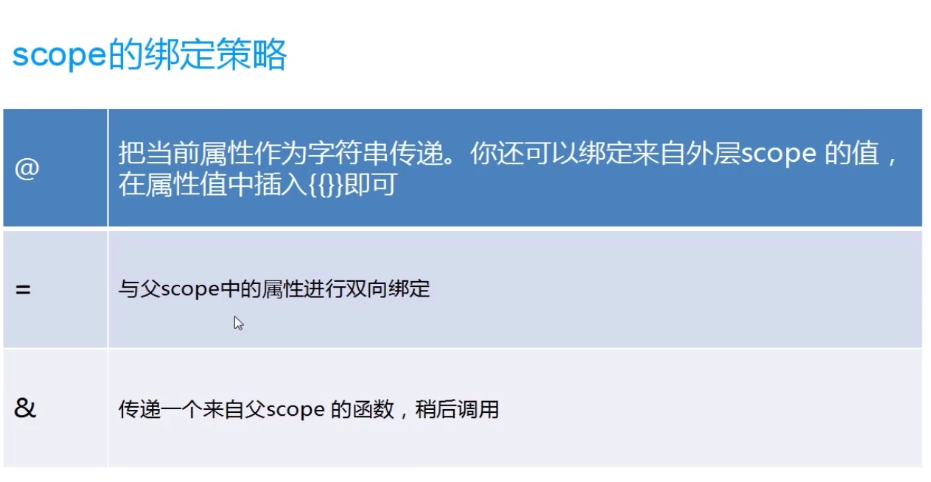 scope的绑定策略
@
把当前属性作为字符串传递。你还可以绑定来自外层scope 的值，
在属性值中插入{{}}即可
=
与父scope中的属性进行双向绑定
&
传递一个来自父scope 的函数，稍后调用